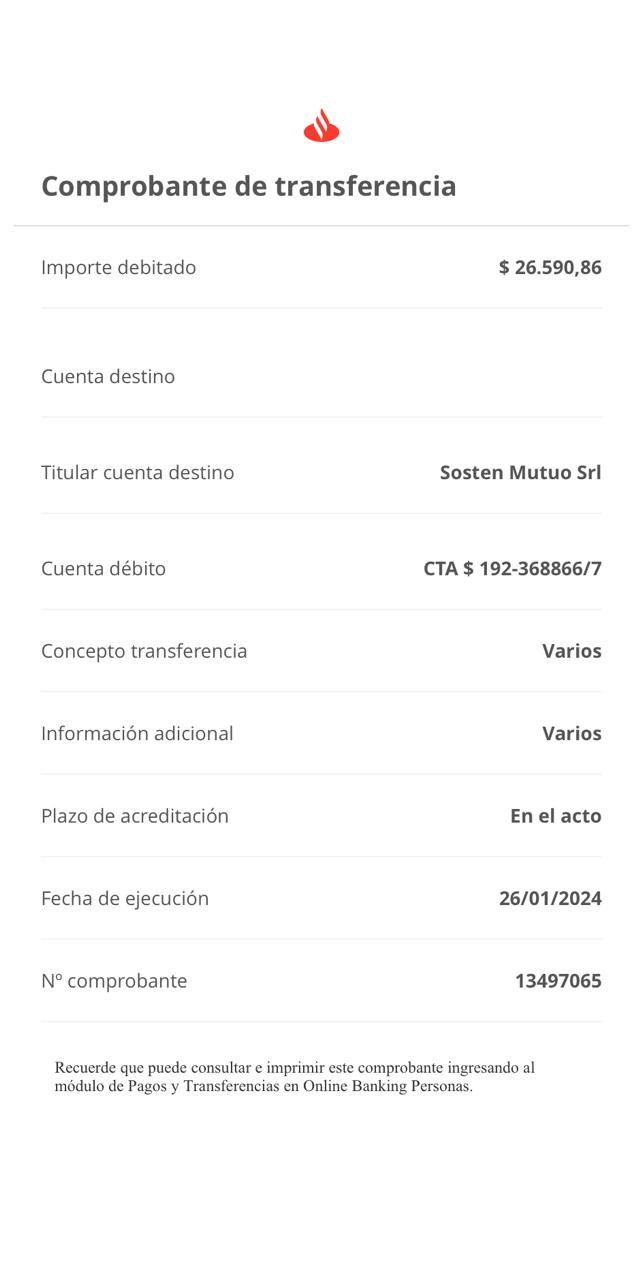 Comprobante de transferencia
Importe debitado $ 26.590,86
Cuenta destino
Titular cuenta destino Sosten Mutuo Srl
Cuenta débito CTA $ 192-368866/7
Concepto transferencia Varios
Información adicional Varios
Plazo de acreditación En el acto
Fecha de ejecución 26/01/2024
Nº comprobante 13497065
Recuerde que puede consultar e imprimir este comprobante ingresando al
módulo de Pagos y Transferencias en Online Banking Personas.